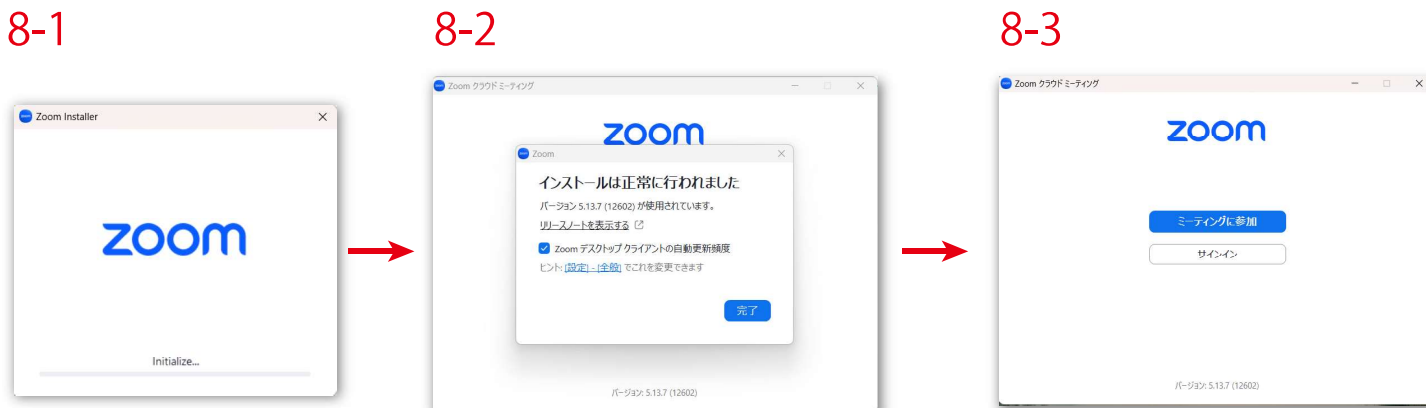 8-1
Zoom Installer
zoom
Initialize...
8-2
Zoom クラウド ミーティング
zoom
Zoom
インストールは正常に行われました
バージョン 5.13.7 (12602) が使用されています。
リリースノートを表示する
Zoom デスクトップ クライアントの自動更新頻度
ヒント: [設定] - [全般] でこれを変更できます
完了
バージョン: 5.13.7 (12602)
8-3
Zoom クラウド ミーティング
zoom
ミーティングに参加
サインイン
バージョン: 5.13.7 (12602)